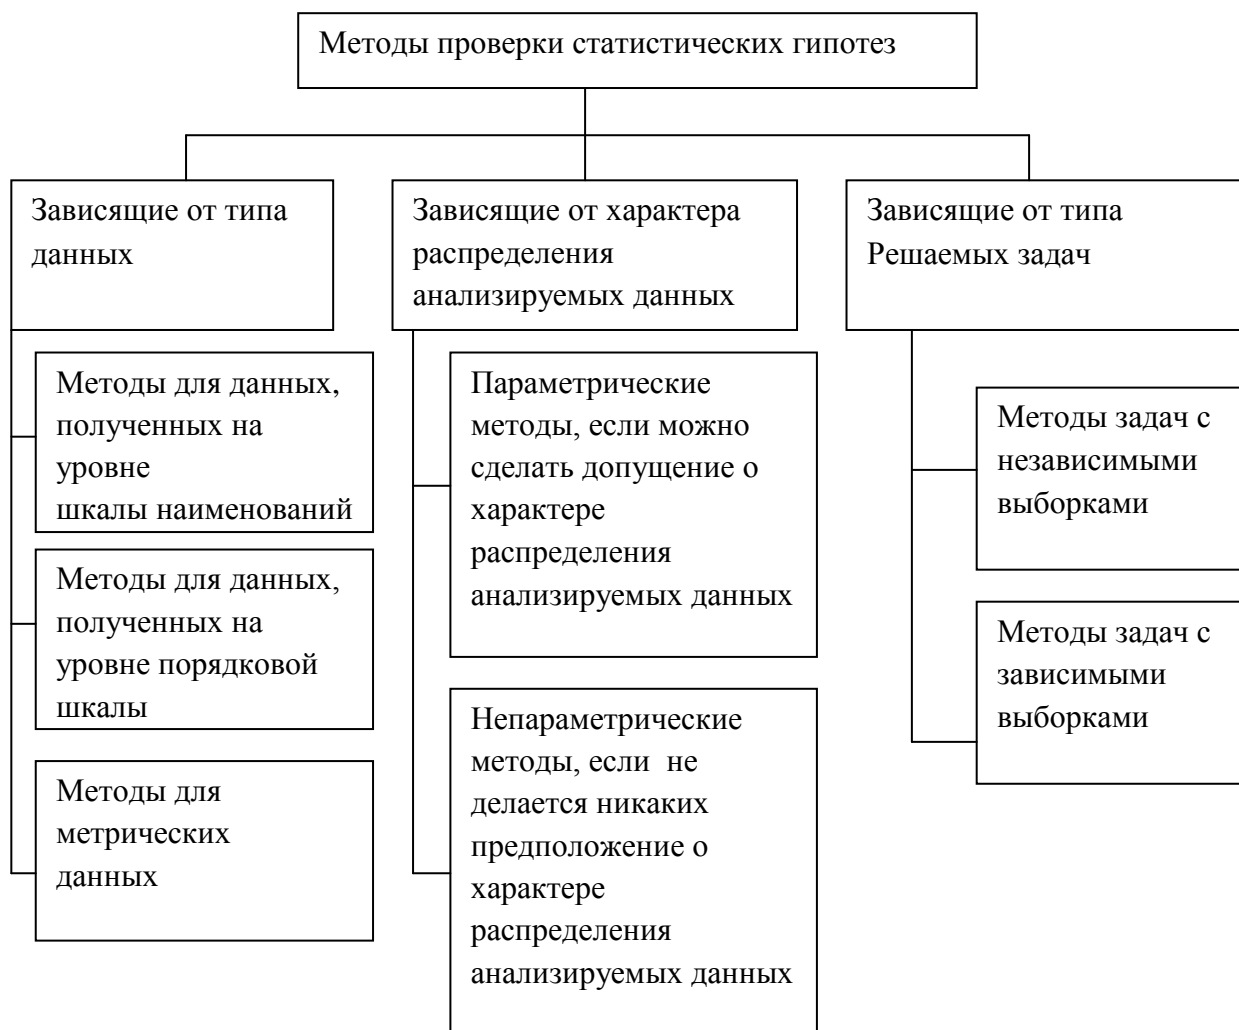 Методы проверки статистических гипотез
Зависящие от типа
данных
Зависящие от характера
распределения
анализируемых данных
Зависящие от типа
Решаемых задач
Методы для данных,
полученных на
уровне
шкалы наименований
Методы для данных,
полученных на
уровне порядковой
шкалы
Методы для
метрических
данных
Параметрические
методы, если можно
сделать допущение о
характере
распределения
анализируемых данных
Непараметрические
методы, если  не
делается никаких
предположение о
характере
распределения
анализируемых данных
Методы задач с
независимыми
выборками
Методы задач с
зависимыми
выборками